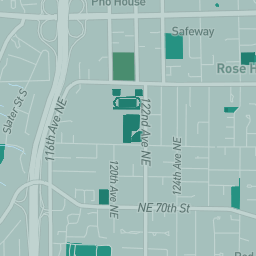 Pho House
Safeway
Rose H
Slater St S
116th Ave NE
122nd Ave NE
120th Ave NE
124th Ave NE
NE 70th St